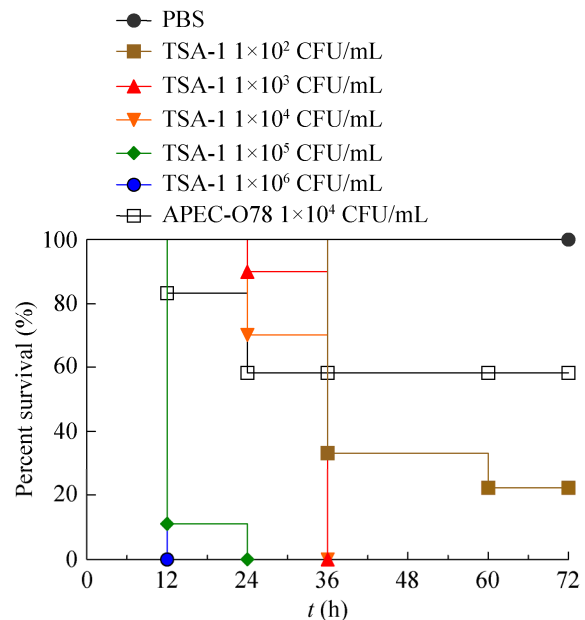 PBS
TSA-1 1×10² CFU/mL
TSA-1 1×10³ CFU/mL
TSA-1 1×10⁴ CFU/mL
TSA-1 1×10⁵ CFU/mL
TSA-1 1×10⁶ CFU/mL
APEC-O78 1×10⁴ CFU/mL
100
80
60
40
20
0
Percent survival (%)
0 12 24 36 48 60 72
t (h)